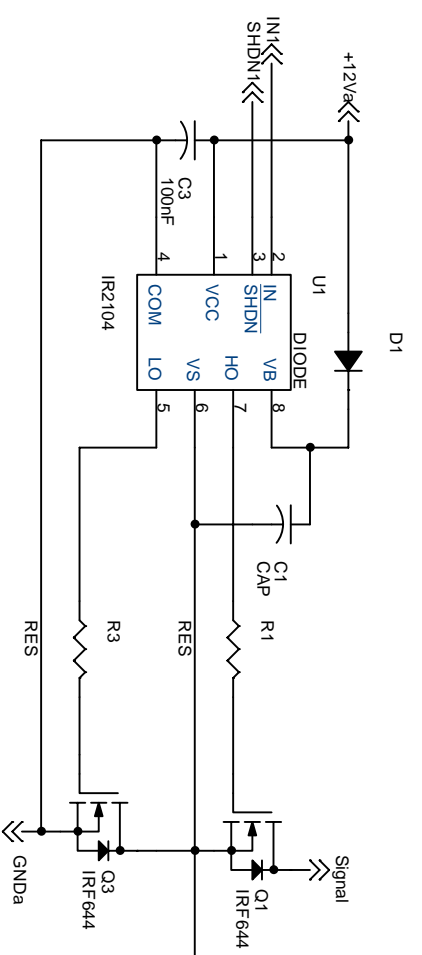 D1
DIODE
+12Va
IN1
SHDN1
U1
2
3
1
4
IN
SHDN
VCC
COM
VB
HO
VS
LO
8
7
6
5
IR2104
C3
100nF
C1
CAP
R1
RES
R3
RES
Signal
Q1
IRF644
Q3
IRF644
GNDa